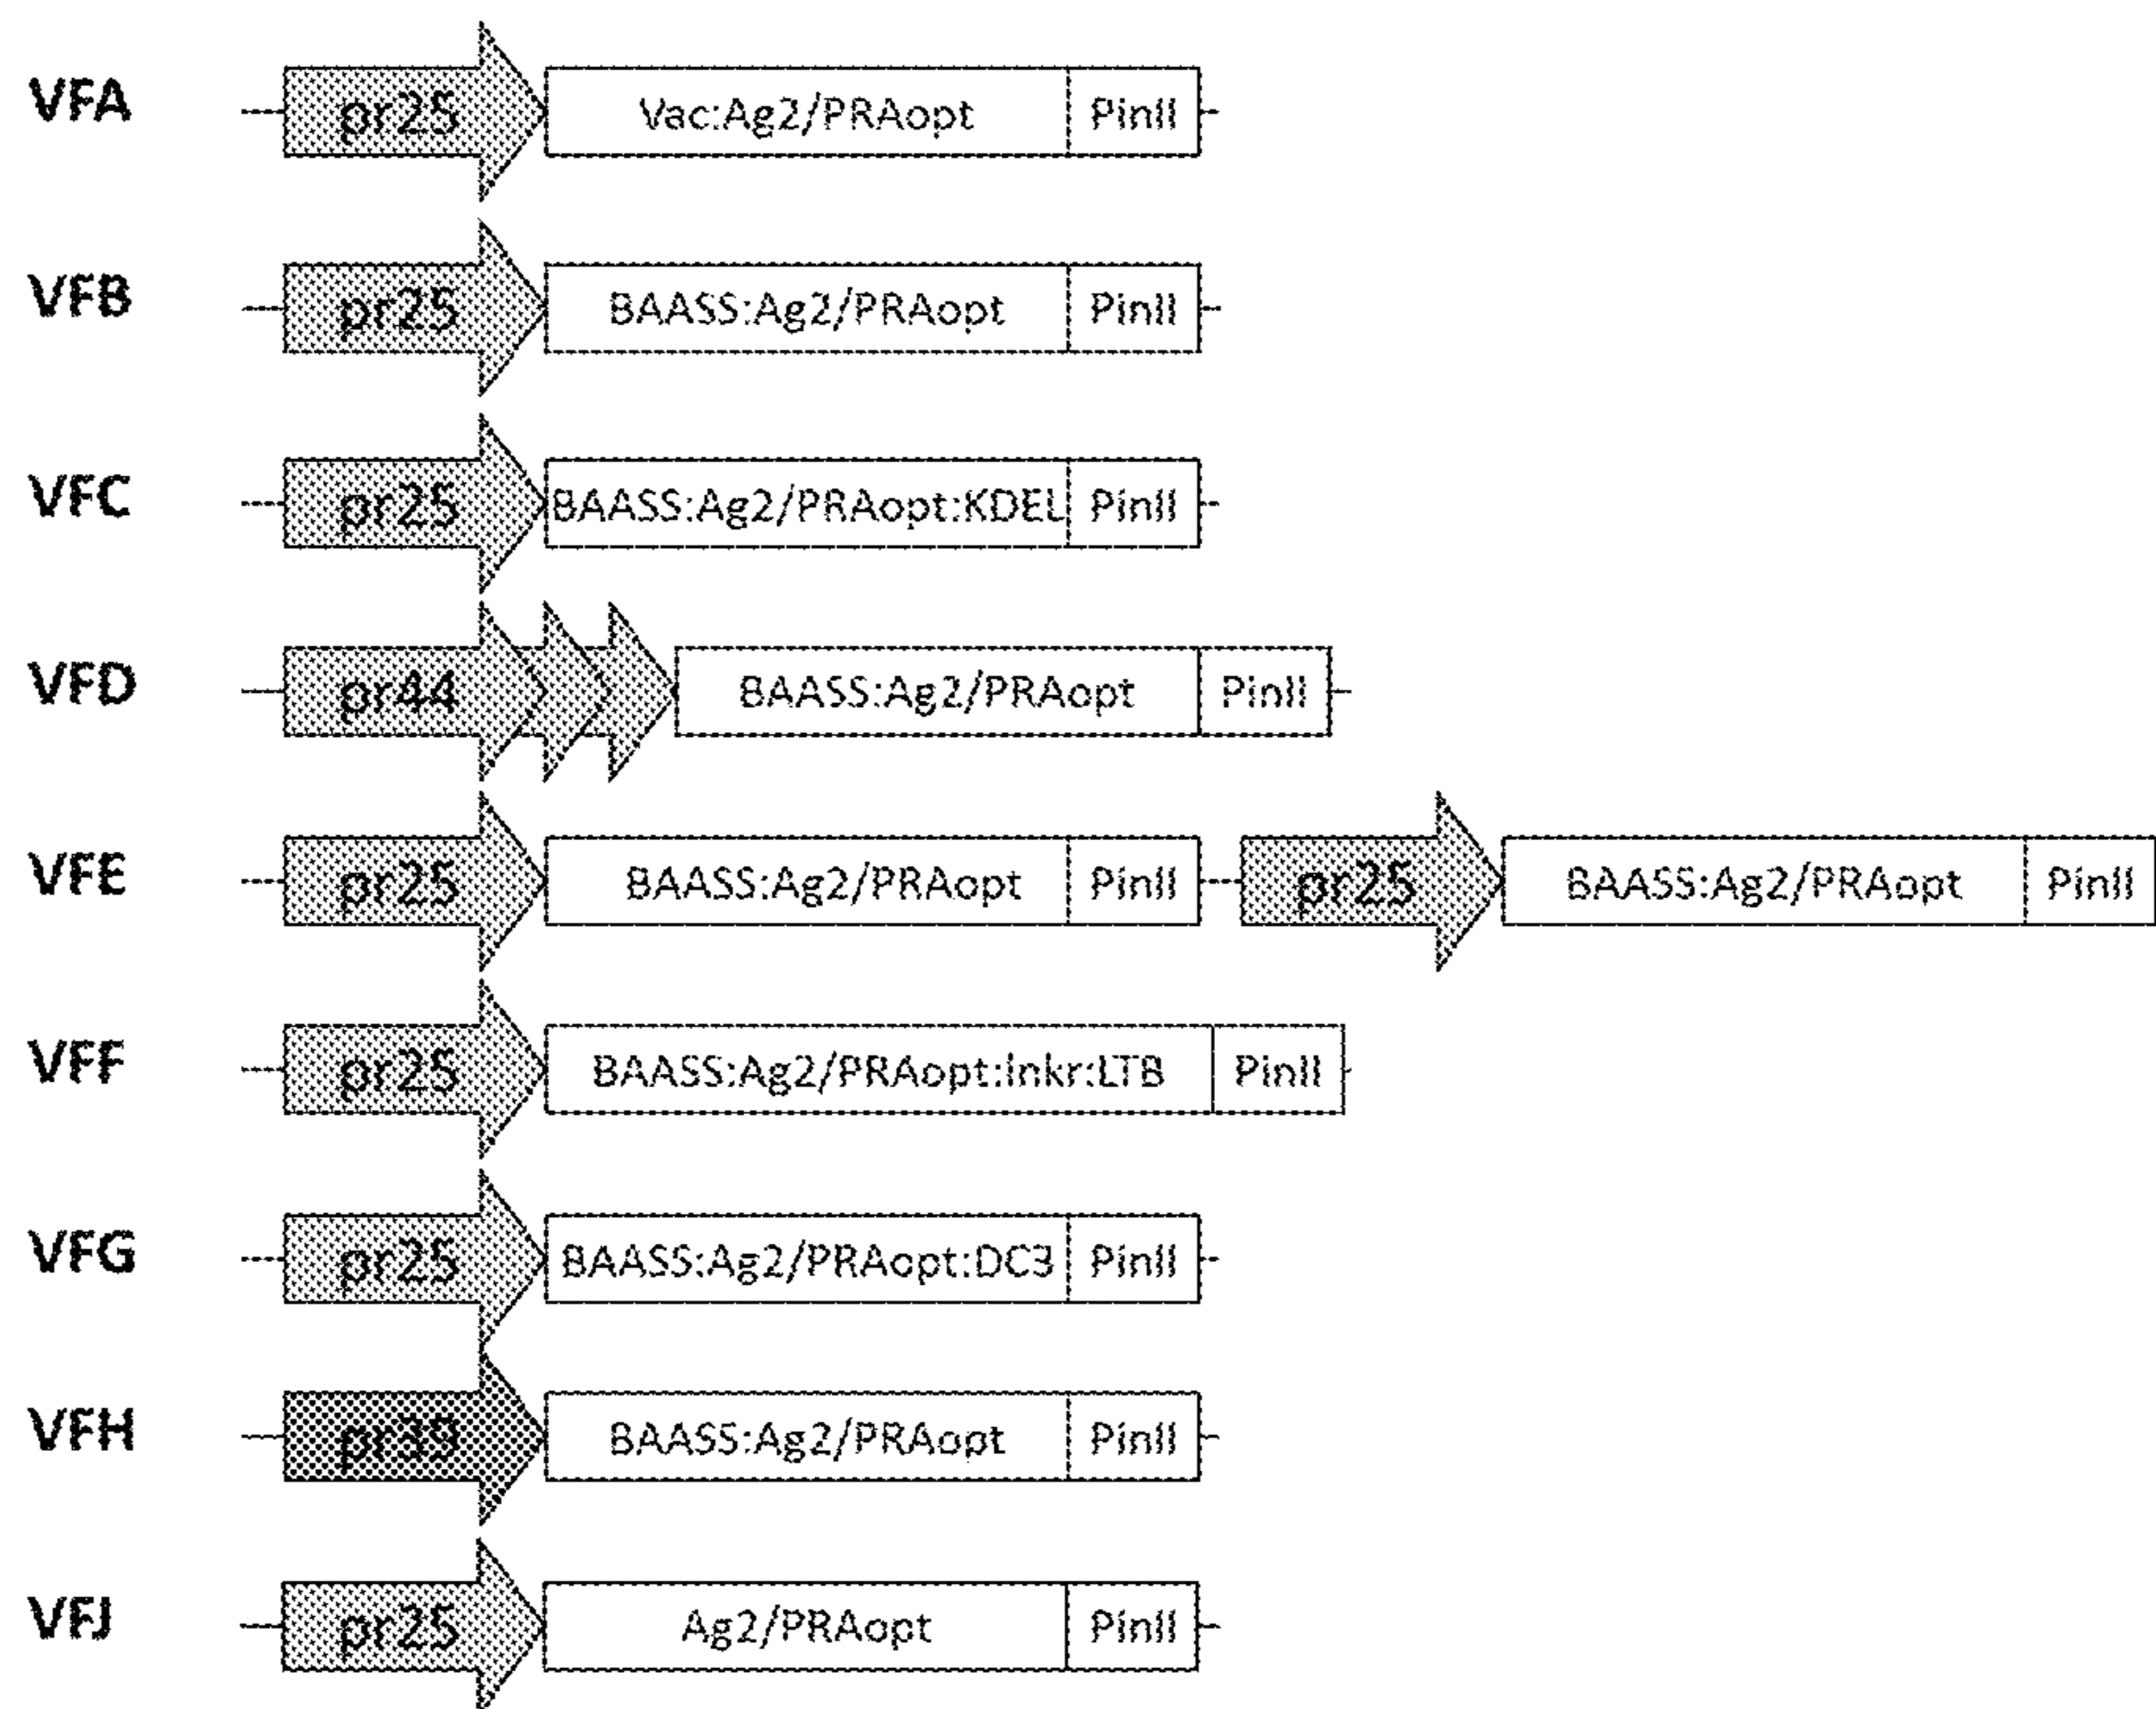 VFA pr25 Vac:Ag2/PRAopt PinII
VFB pr25 BAASS:Ag2/PRAopt PinII
VFC pr25 BAASS:Ag2/PRAopt:KDEL PinII
VFD pr44 BAASS:Ag2/PRAopt PinII
VFE pr25 BAASS:Ag2/PRAopt PinII pr25 BAASS:Ag2/PRAopt PinII
VFF pr25 BAASS:Ag2/PRAopt:lnkr:LTB PinII
VFG pr25 BAASS:Ag2/PRAopt:DC3 PinII
VFH pr39 BAASS:Ag2/PRAopt PinII
VFJ pr25 Ag2/PRAopt PinII